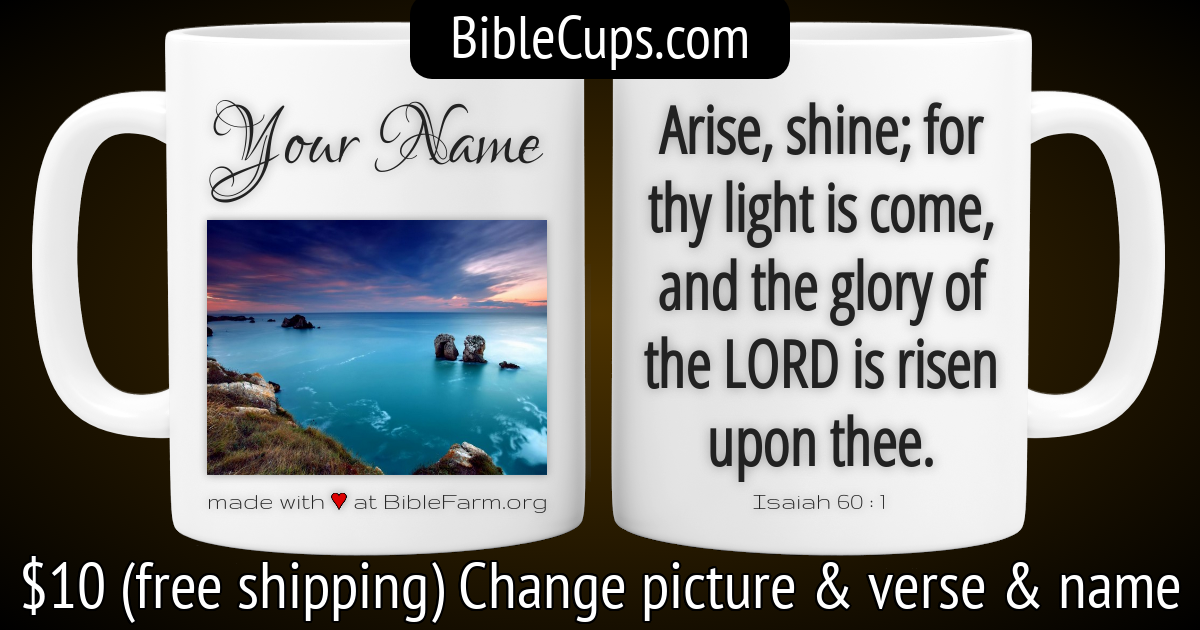 BibleCups.com
Your Name
made with ♥ at BibleFarm.org
Arise, shine; for
thy light is come,
and the glory of
the LORD is risen
upon thee.
Isaiah 60 : 1
$10 (free shipping) Change picture & verse & name